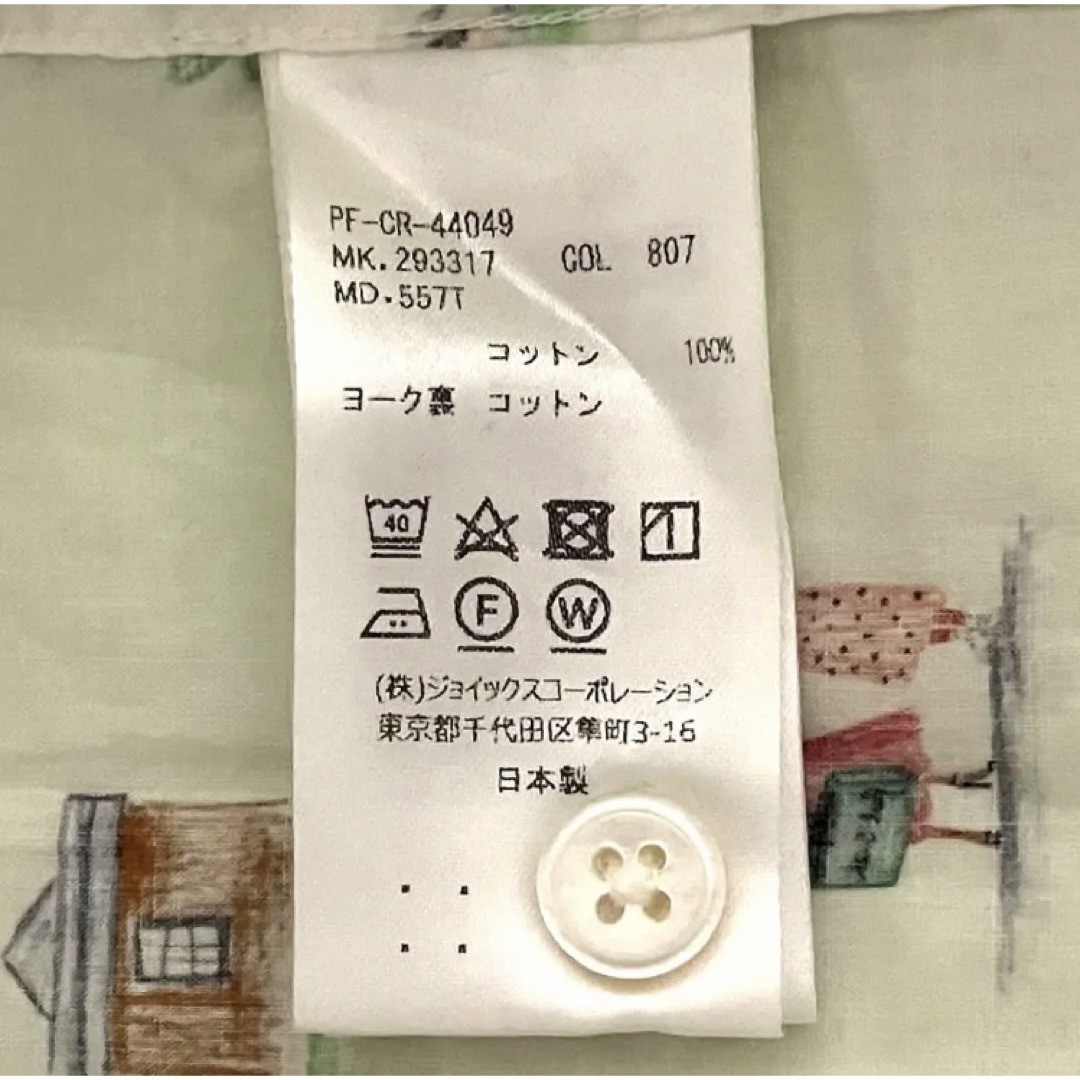 PF-CR-44049
MK.293317 COL 807
MD.557T
コットン 100%
ヨーク裏 コットン
40
F W
(株)ジョイックスコーポレーション
東京都千代田区隼町3-16
日本製